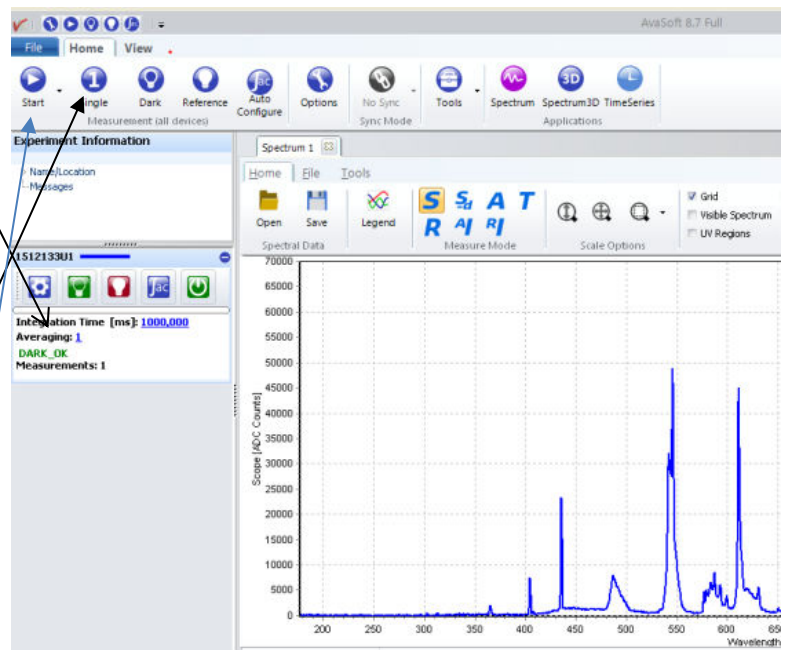 AvaSoft 8.7 Full
File Home View
Start Single Dark Reference Auto Configure Options No Sync Tools Spectrum Spectrum3D TimeSeries
Measurement (all devices) Sync Mode Applications
Experiment Information
Name/Location
Messages
Spectrum 1
Home File Tools
Open Save Legend S S-d A T
R AI RI
Grid
Visible Spectrum
UV Regions
Spectral Data Measure Mode Scale Options
1512133U1
Jac
Integration Time [ms]: 1000,000
Averaging: 1
DARK_OK
Measurements: 1
Scope [ADC Counts]
70000
65000
60000
55000
50000
45000
40000
35000
30000
25000
20000
15000
10000
5000
0
200 250 300 350 400 450 500 550 600 650
Wavelength